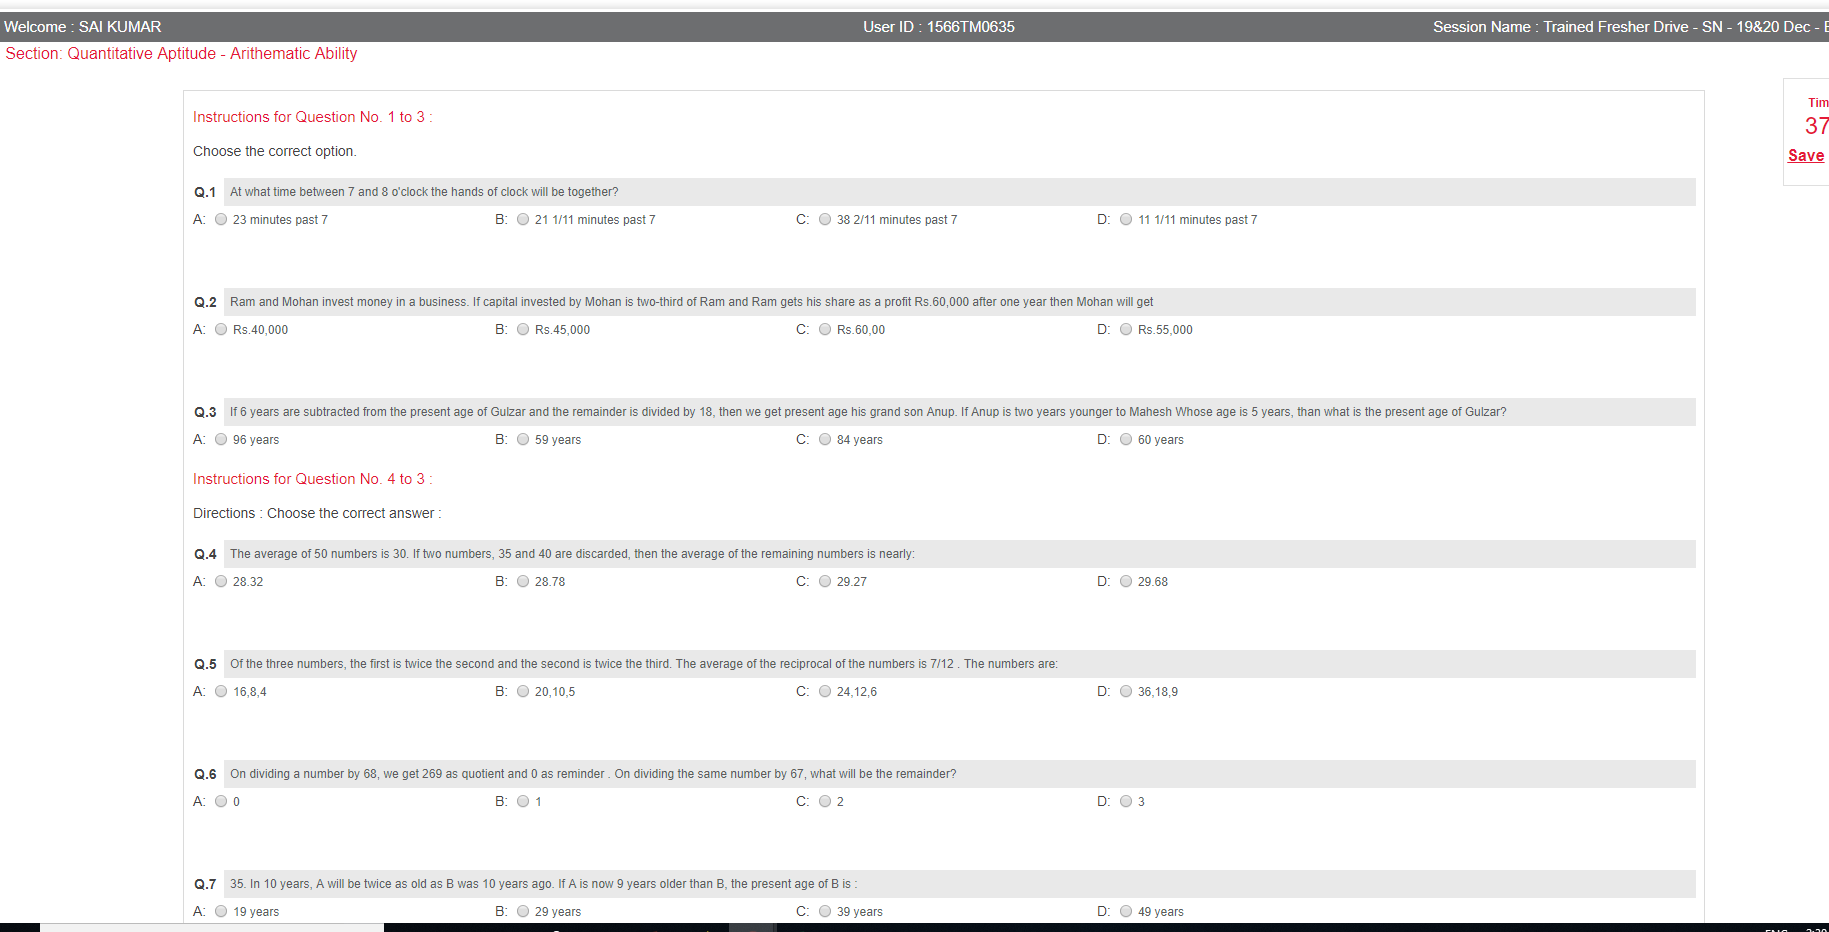 Welcome : SAI KUMAR User ID : 1566TM0635 Session Name : Trained Fresher Drive - SN - 19&20 Dec -
Section: Quantitative Aptitude - Arithematic Ability
Tim
37
Save
Instructions for Question No. 1 to 3 :
Choose the correct option.
Q.1 At what time between 7 and 8 o'clock the hands of clock will be together?
A: 23 minutes past 7 B: 21 1/11 minutes past 7 C: 38 2/11 minutes past 7 D: 11 1/11 minutes past 7
Q.2 Ram and Mohan invest money in a business. If capital invested by Mohan is two-third of Ram and Ram gets his share as a profit Rs.60,000 after one year then Mohan will get
A: Rs.40,000 B: Rs.45,000 C: Rs.60,00 D: Rs.55,000
Q.3 If 6 years are subtracted from the present age of Gulzar and the remainder is divided by 18, then we get present age his grand son Anup. If Anup is two years younger to Mahesh Whose age is 5 years, than what is the present age of Gulzar?
A: 96 years B: 59 years C: 84 years D: 60 years
Instructions for Question No. 4 to 3 :
Directions : Choose the correct answer :
Q.4 The average of 50 numbers is 30. If two numbers, 35 and 40 are discarded, then the average of the remaining numbers is nearly:
A: 28.32 B: 28.78 C: 29.27 D: 29.68
Q.5 Of the three numbers, the first is twice the second and the second is twice the third. The average of the reciprocal of the numbers is 7/12 . The numbers are:
A: 16,8,4 B: 20,10,5 C: 24,12,6 D: 36,18,9
Q.6 On dividing a number by 68, we get 269 as quotient and 0 as reminder . On dividing the same number by 67, what will be the remainder?
A: 0 B: 1 C: 2 D: 3
Q.7 35. In 10 years, A will be twice as old as B was 10 years ago. If A is now 9 years older than B, the present age of B is :
A: 19 years B: 29 years C: 39 years D: 49 years